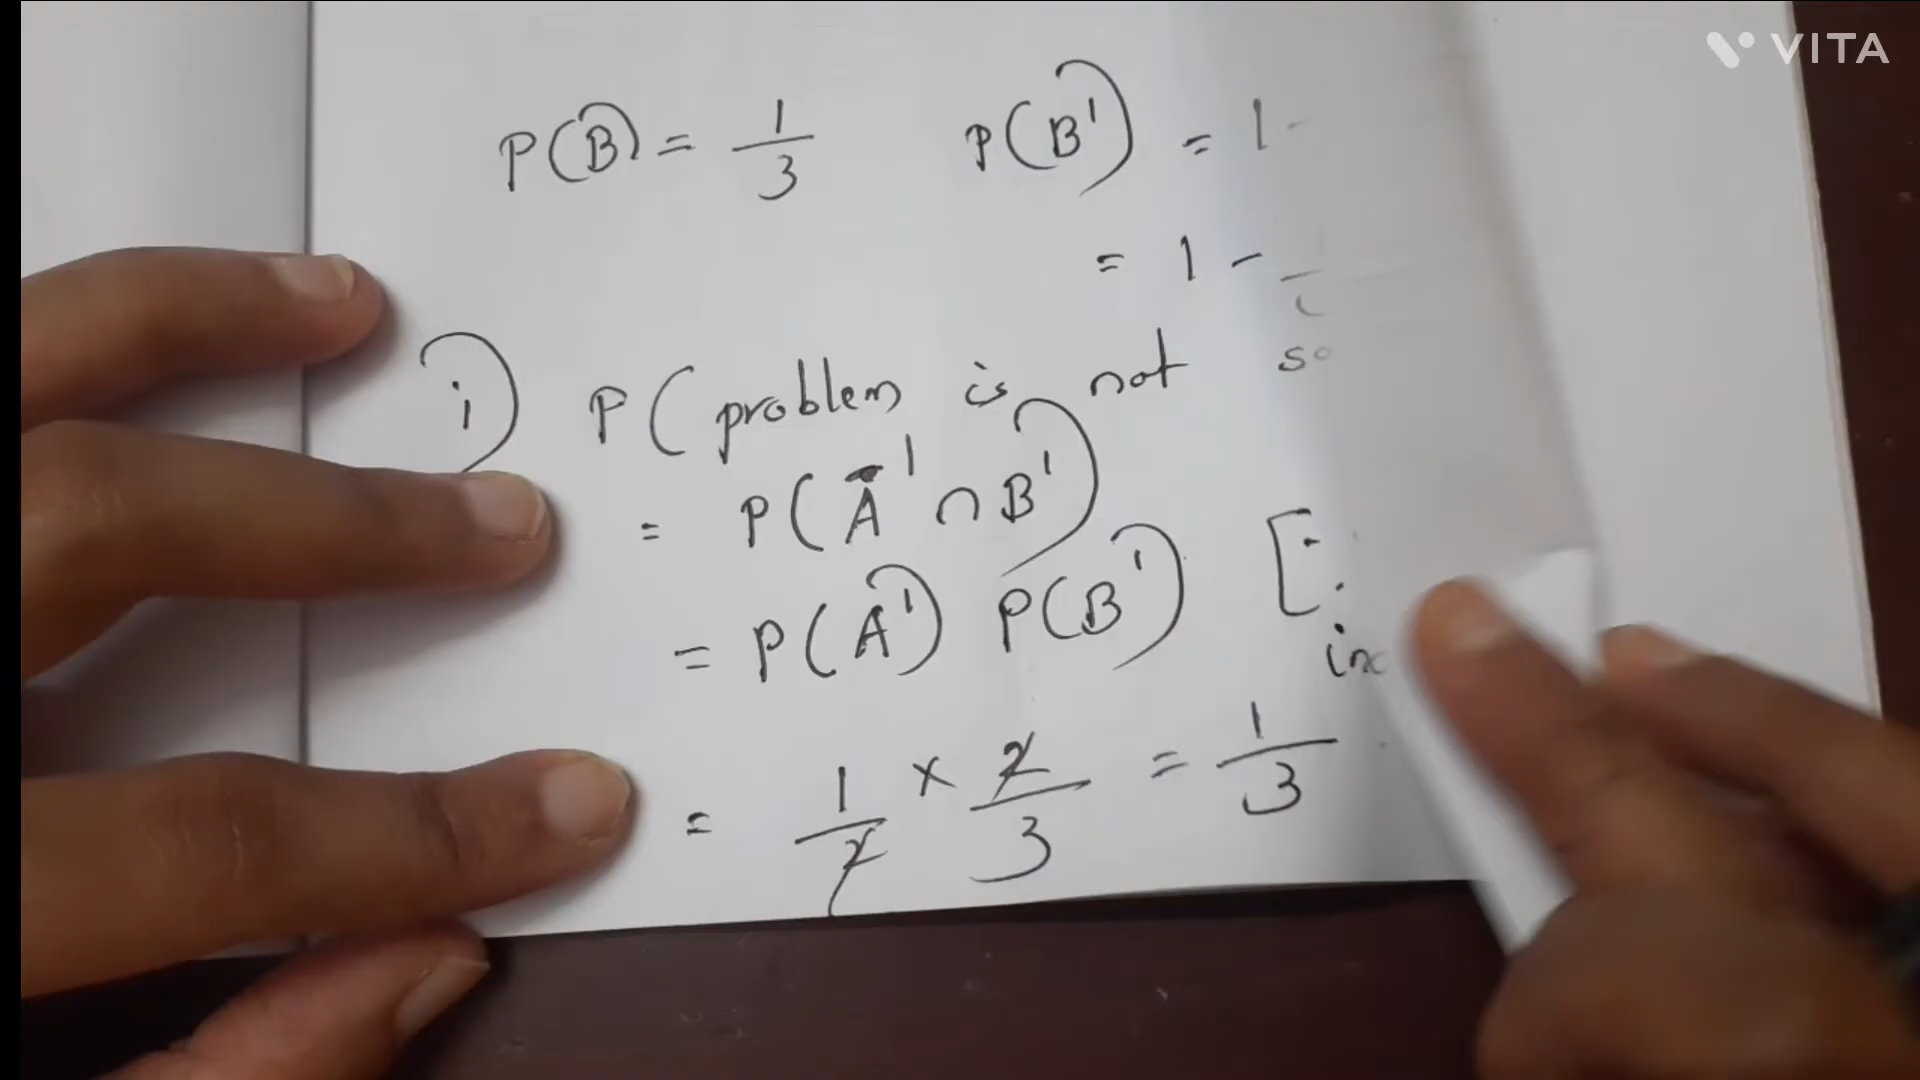 VITA
P(B) = 1/3 P(B') = 1 -
= 1 -
i) P(problem is not
= P(A' ∩ B')
= P(A') P(B') [∵
= 1/2 × 2/3 = 1/3